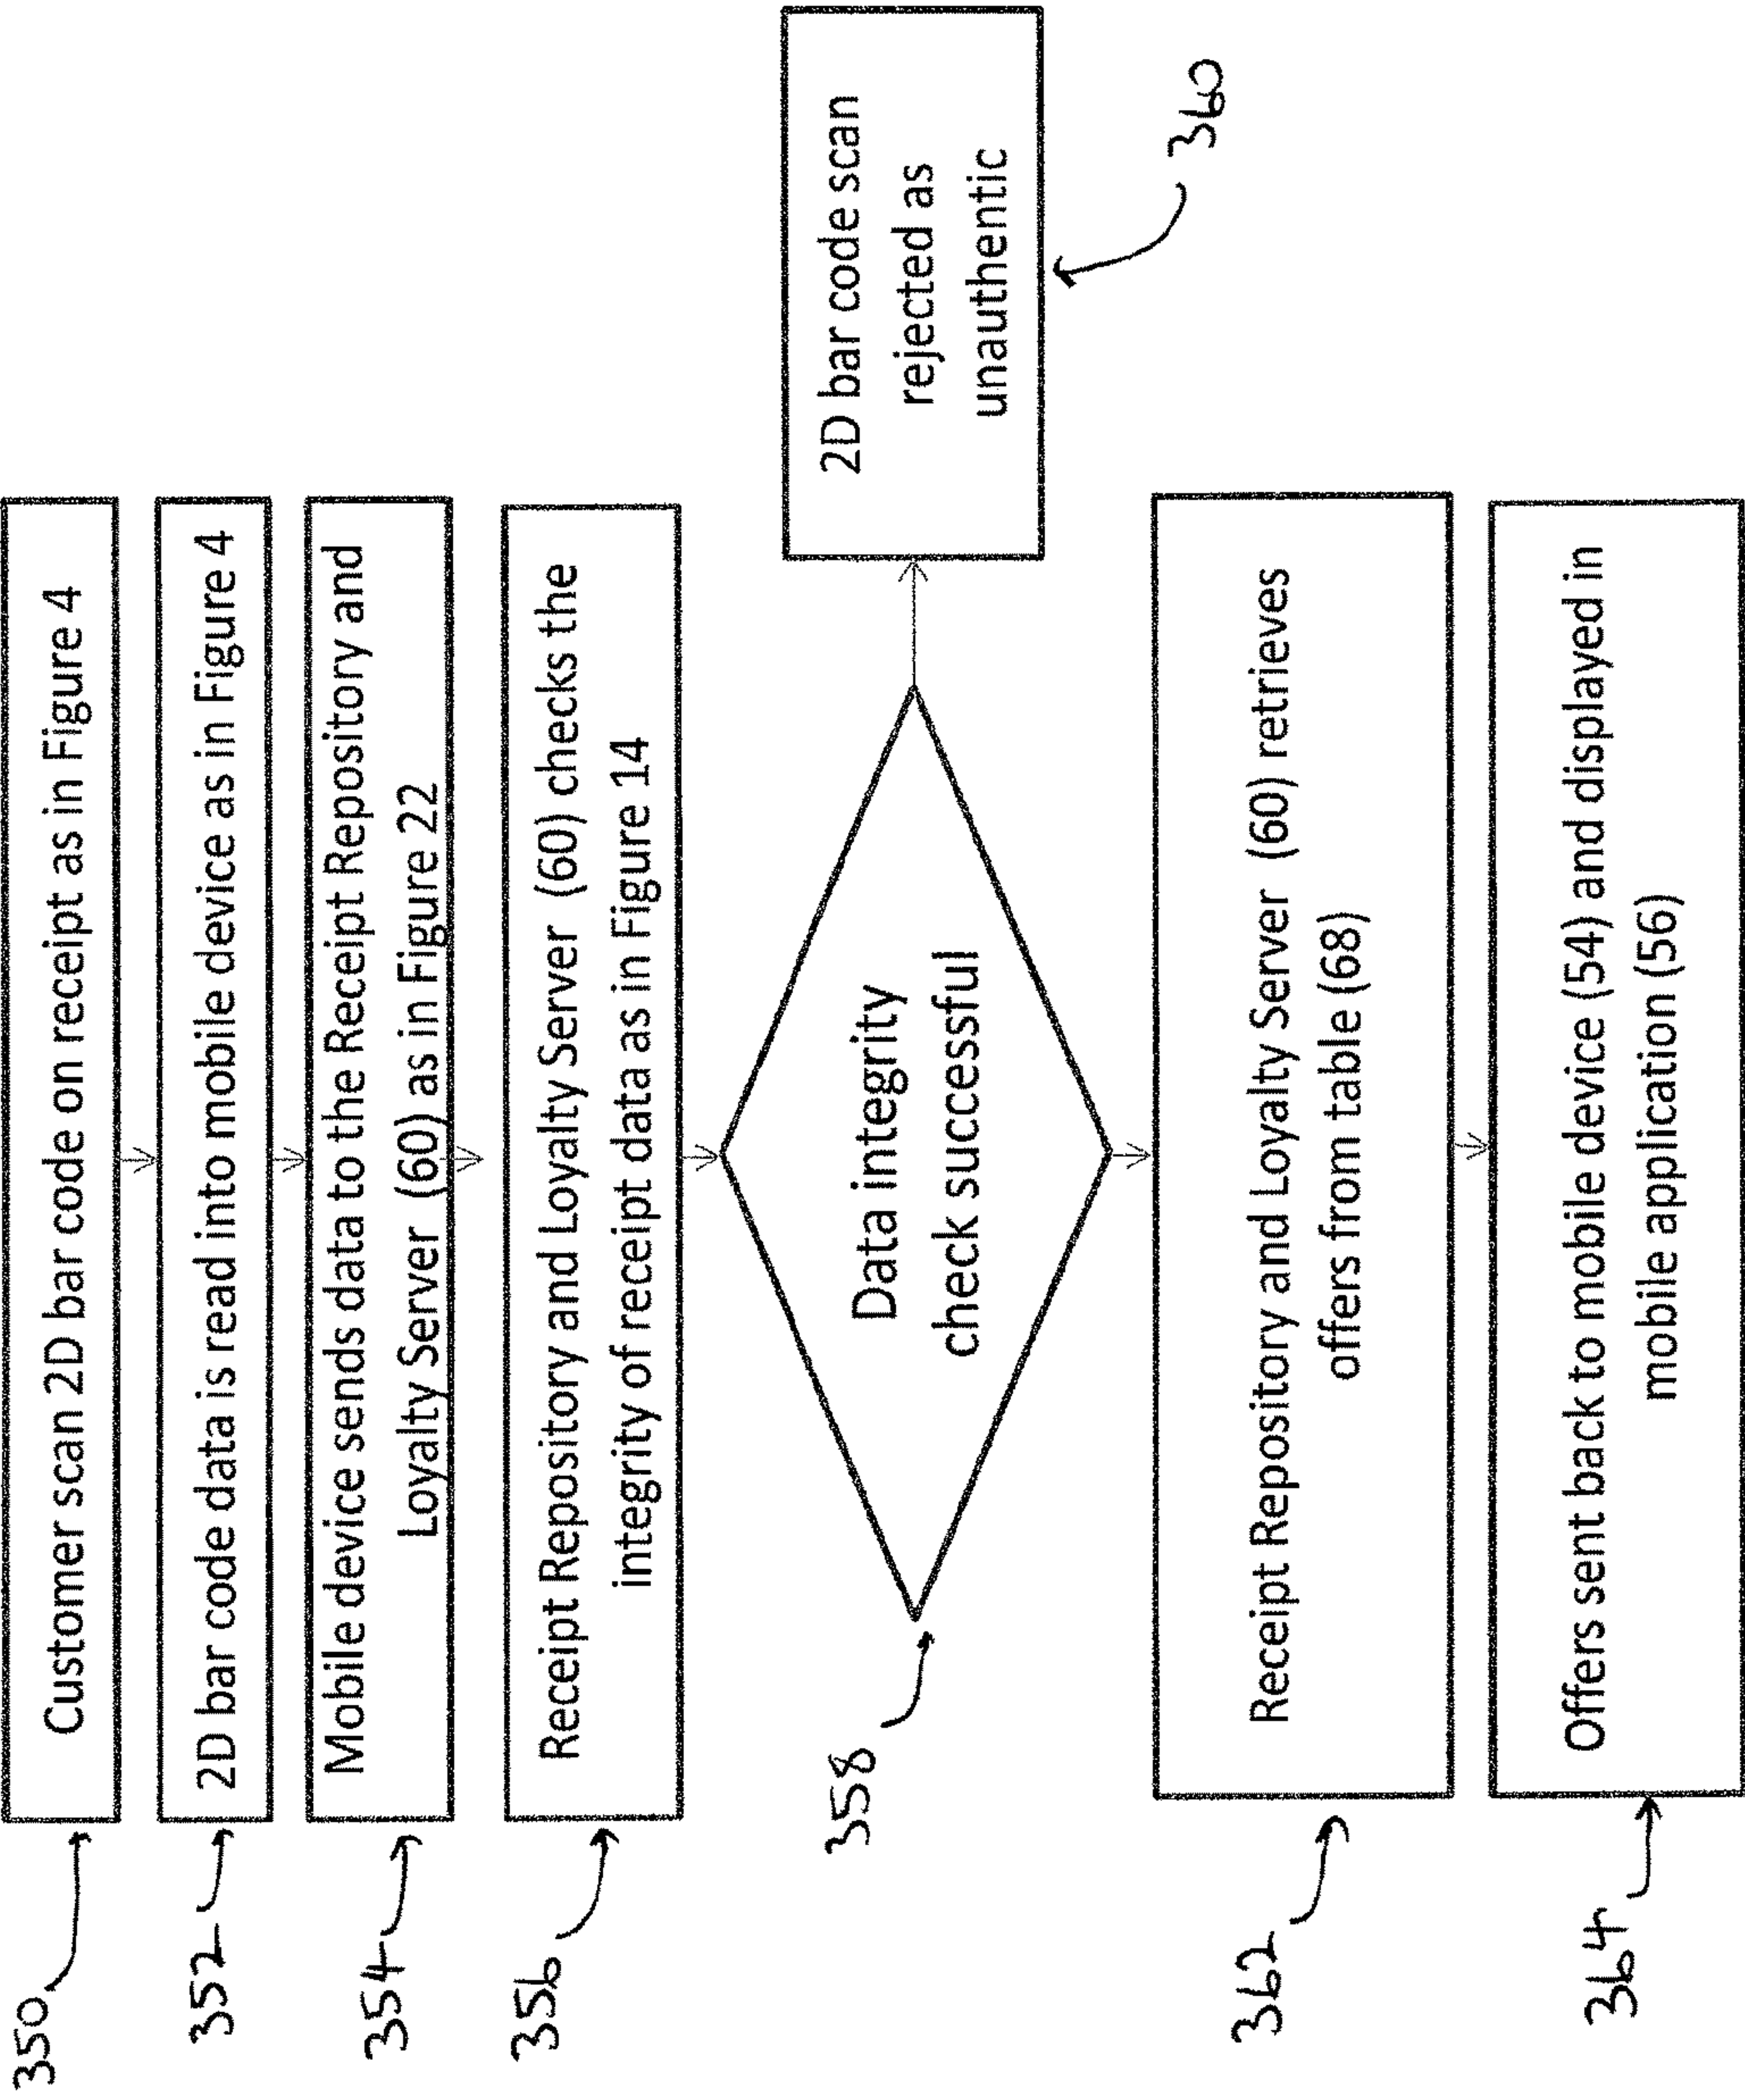 350
Customer scan 2D bar code on receipt as in Figure 4
352
2D bar code data is read into mobile device as in Figure 4
354
Mobile device sends data to the Receipt Repository and
Loyalty Server (60) as in Figure 22
356
Receipt Repository and Loyalty Server (60) checks the
integrity of receipt data as in Figure 14
358
Data integrity
check successful
2D bar code scan
rejected as
unauthentic
360
362
Receipt Repository and Loyalty Server (60) retrieves
offers from table (68)
364
Offers sent back to mobile device (54) and displayed in
mobile application (56)